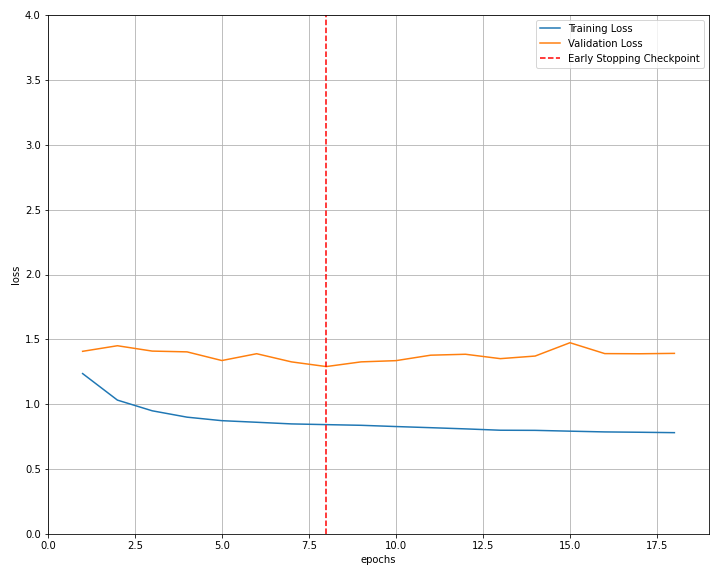 4.0
3.5
3.0
2.5
2.0
1.5
1.0
0.5
0.0
loss
Training Loss
Validation Loss
Early Stopping Checkpoint
0.0 2.5 5.0 7.5 10.0 12.5 15.0 17.5
epochs